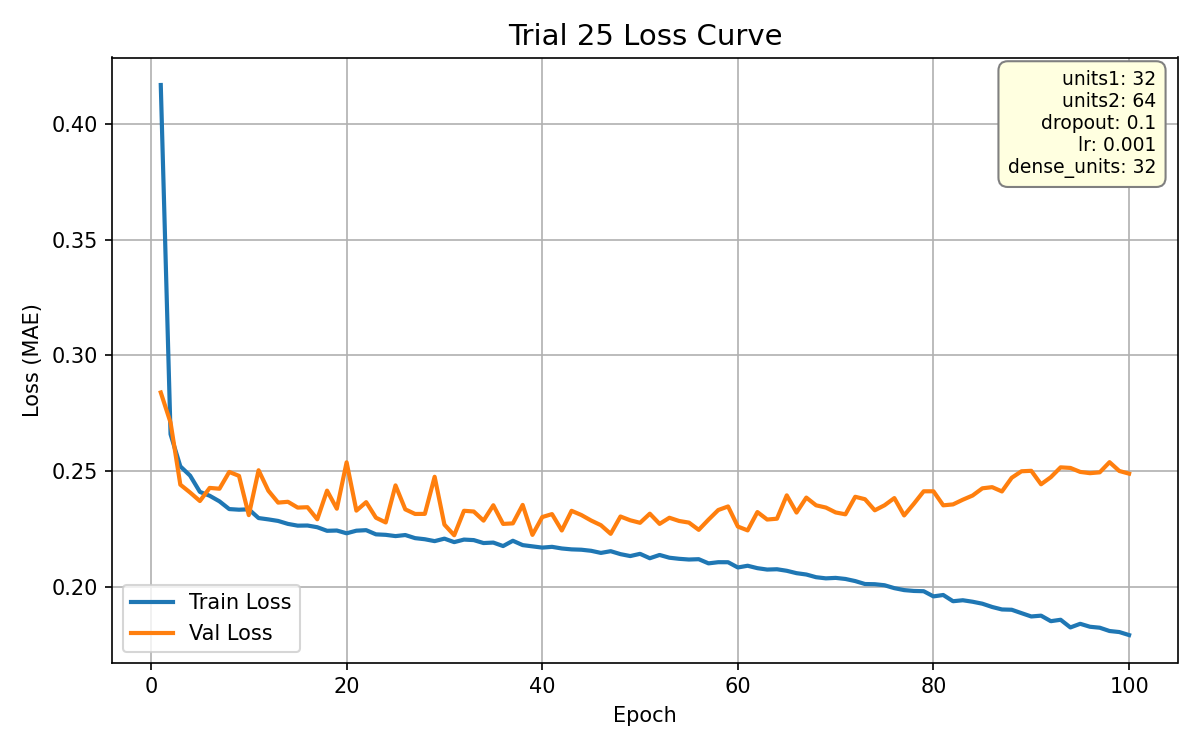 Trial 25 Loss Curve
units1: 32
units2: 64
dropout: 0.1
lr: 0.001
dense_units: 32
Loss (MAE)
0.40
0.35
0.30
0.25
0.20
Train Loss
Val Loss
0 20 40 60 80 100
Epoch